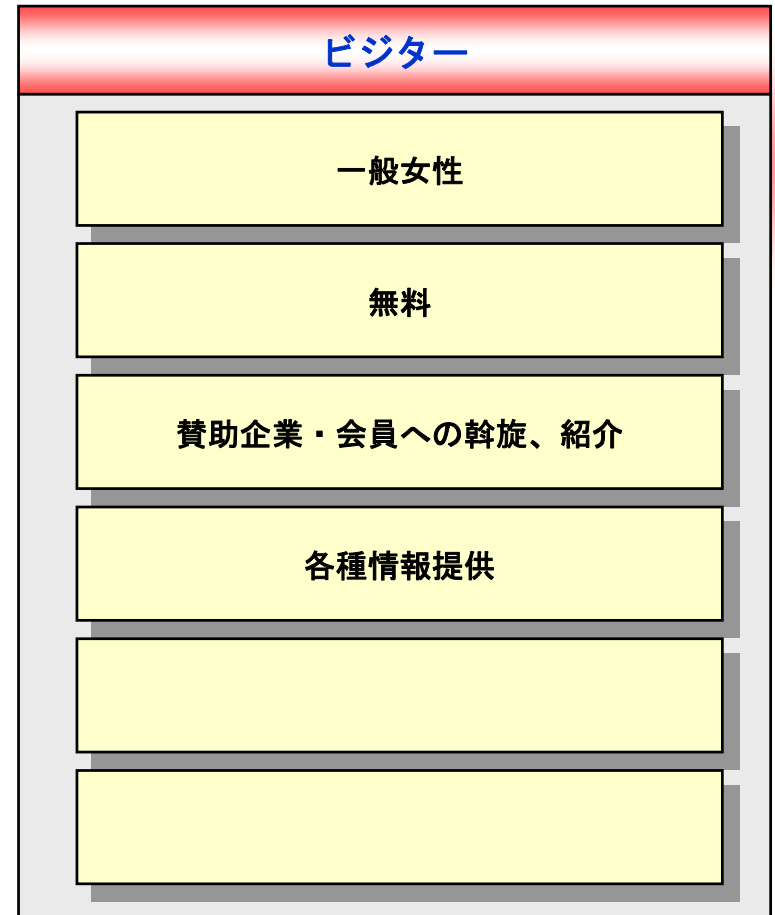 ビジター
一般女性
無料
賛助企業・会員への斡旋、紹介
各種情報提供